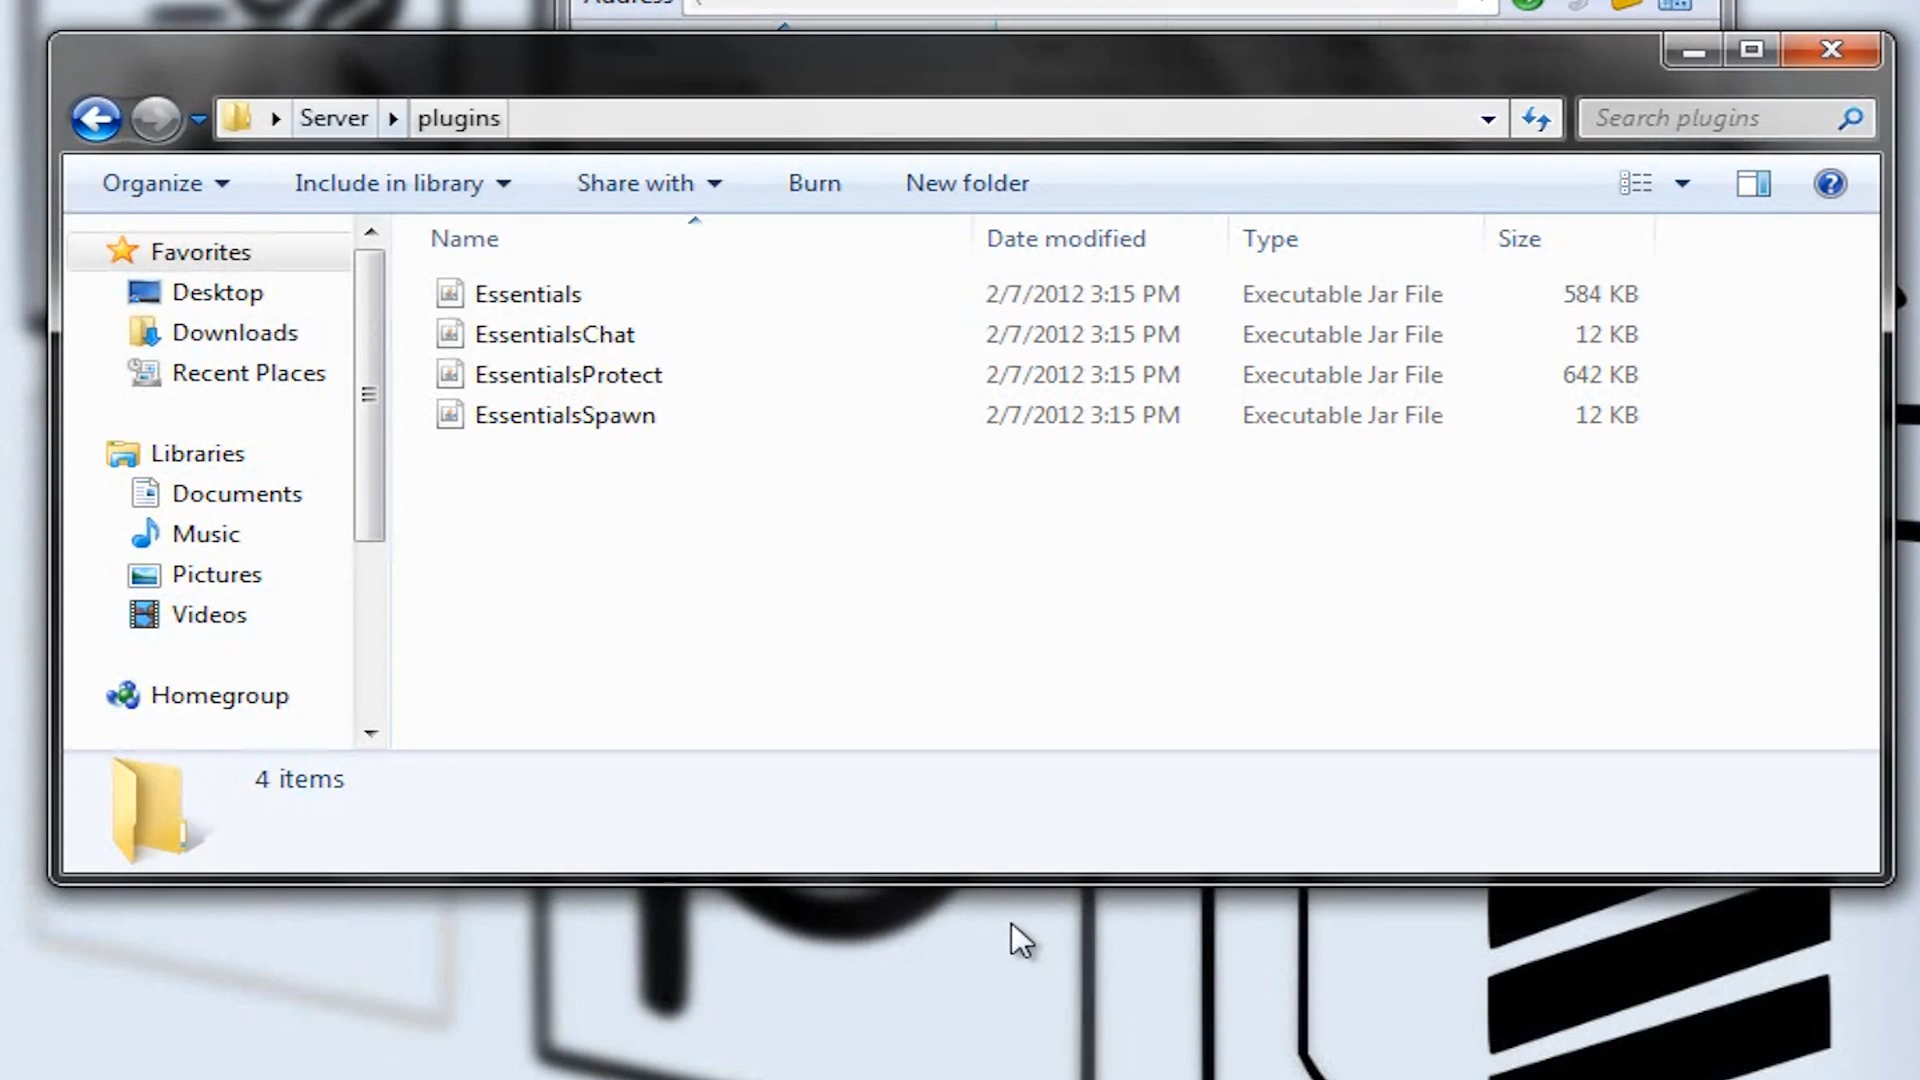 Address
Server
plugins
Search plugins
Organize
Include in library
Share with
Burn
New folder
Name
Date modified
Type
Size
Favorites
Desktop
Downloads
Recent Places
Libraries
Documents
Music
Pictures
Videos
Homegroup
Essentials 2/7/2012 3:15 PM Executable Jar File 584 KB
EssentialsChat 2/7/2012 3:15 PM Executable Jar File 12 KB
EssentialsProtect 2/7/2012 3:15 PM Executable Jar File 642 KB
EssentialsSpawn 2/7/2012 3:15 PM Executable Jar File 12 KB
4 items